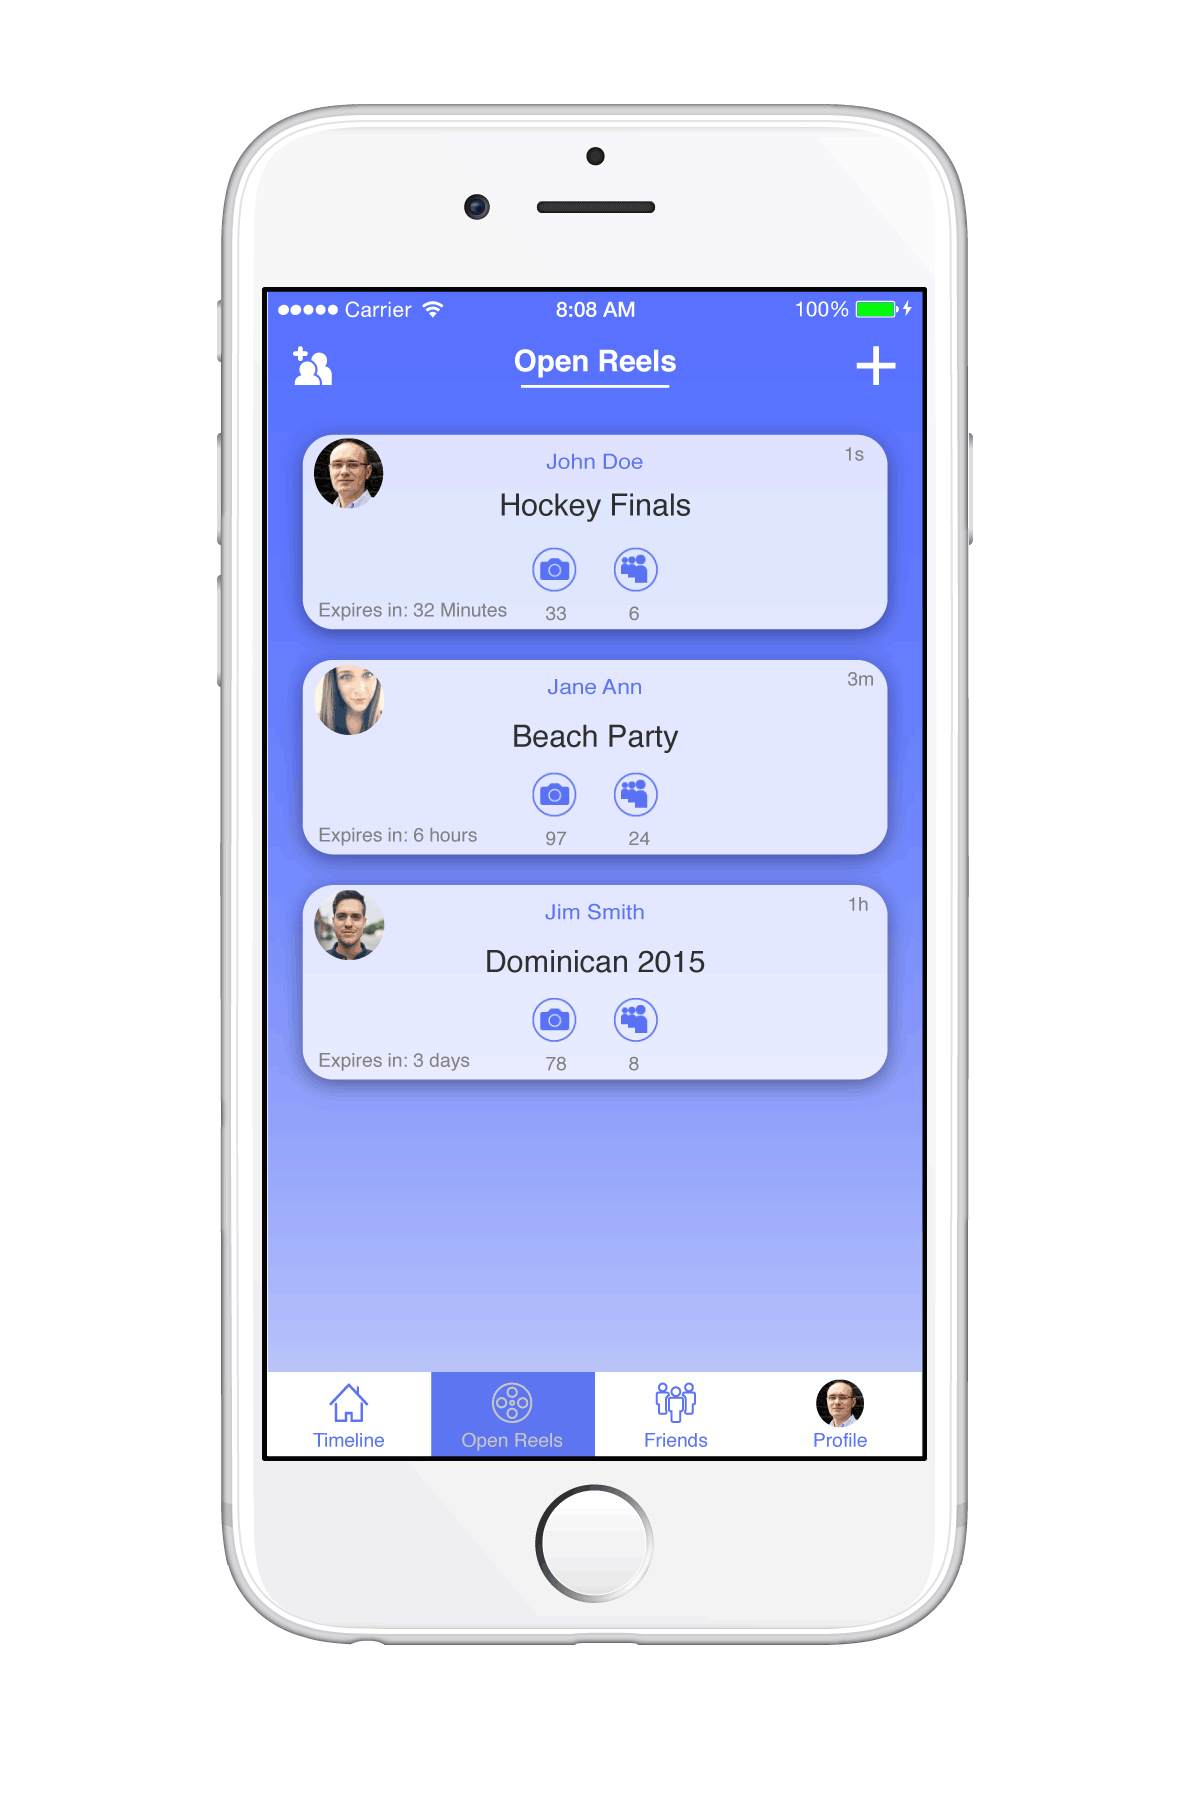 Carrier 8:08 AM 100%
Open Reels
John Doe 1s
Hockey Finals
Expires in: 32 Minutes 33 6
Jane Ann 3m
Beach Party
Expires in: 6 hours 97 24
Jim Smith 1h
Dominican 2015
Expires in: 3 days 78 8
Timeline Open Reels Friends Profile